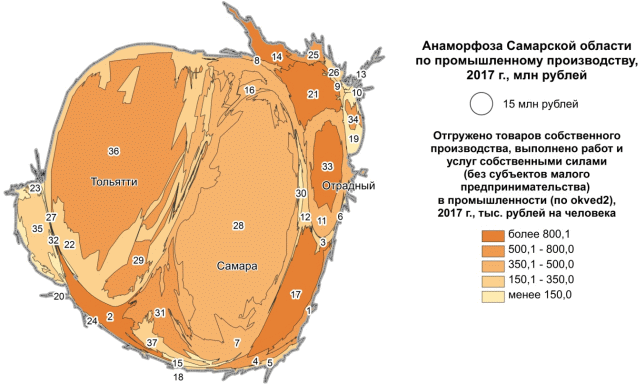 Анаморфоза Самарской области
по промышленному производству,
2017 г., млн рублей
15 млн рублей
Отгружено товаров собственного
производства, выполнено работ и
услуг собственными силами
(без субъектов малого
предпринимательства)
в промышленности (по okved2),
2017 г., тыс. рублей на человека
более 800,1
500,1 - 800,0
350,1 - 500,0
150,1 - 350,0
менее 150,0
14
25
8
26
13
9
10
16
21
34
19
36
33
Тольятти
Отрадный
23
30
27
12
11
6
35
28
32
22
3
29
Самара
20
17
2
31
1
24
37
7
15
4
5
18